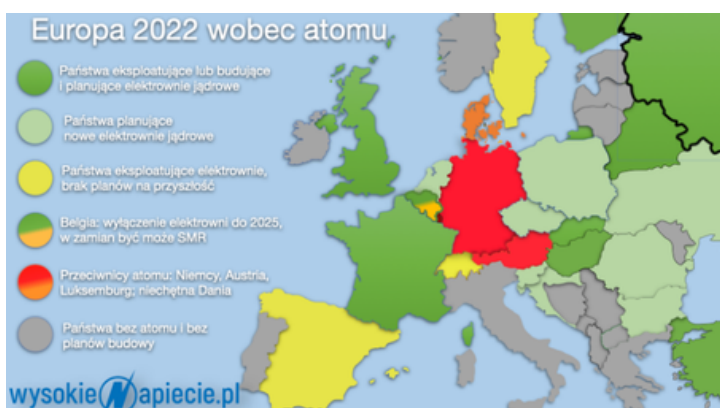 Europa 2022 wobec atomu
Państwa eksploatujące lub budujące
i planujące elektrownie jądrowe
Państwa planujące
nowe elektrownie jądrowe
Państwa eksploatujące elektrownie,
brak planów na przyszłość
Belgia: wyłączenie elektrowni do 2025,
w zamian być może SMR
Przeciwnicy atomu: Niemcy, Austria,
Luksemburg; niechętna Dania
Państwa bez atomu i bez
planów budowy
wysokieNapiecie.pl